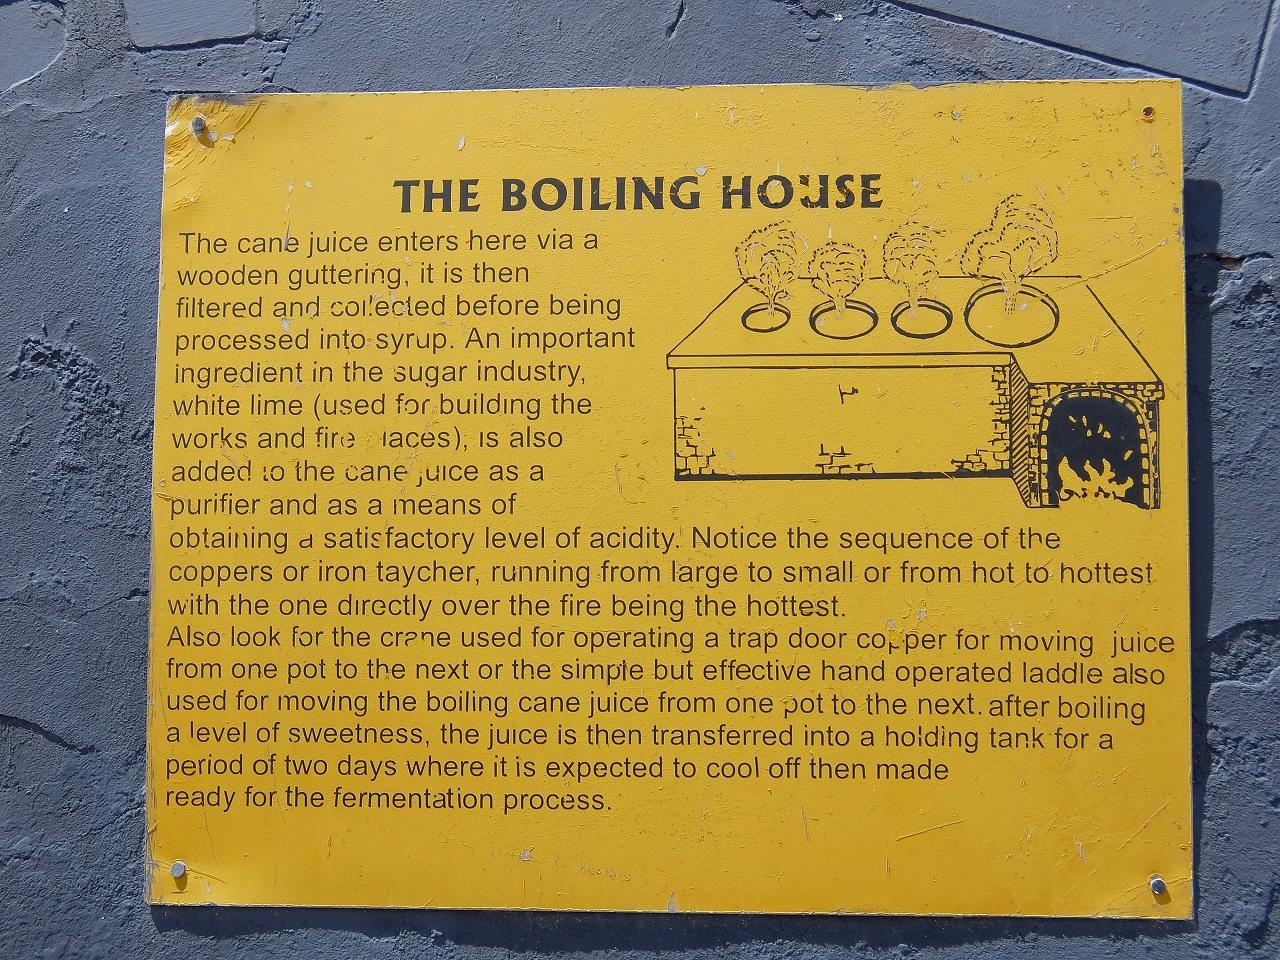 THE BOILING HOUSE
The cane juice enters here via a
wooden guttering, it is then
filtered and collected before being
processed into syrup. An important
ingredient in the sugar industry,
white lime (used for building the
works and fire places), is also
added to the cane juice as a
purifier and as a means of
obtaining a satisfactory level of acidity. Notice the sequence of the
coppers or iron taycher, running from large to small or from hot to hottest
with the one directly over the fire being the hottest.
Also look for the crane used for operating a trap door copper for moving juice
from one pot to the next or the simple but effective hand operated laddle also
used for moving the boiling cane juice from one pot to the next. after boiling
a level of sweetness, the juice is then transferred into a holding tank for a
period of two days where it is expected to cool off then made
ready for the fermentation process.